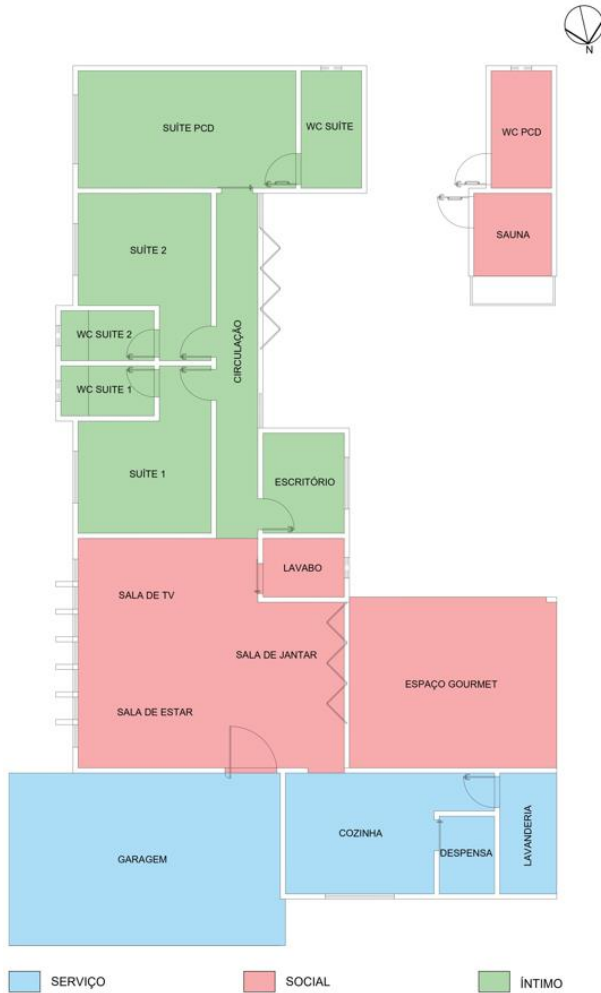 N
SUÍTE PCD
WC SUÍTE
WC PCD
SAUNA
SUÍTE 2
WC SUITE 2
CIRCULAÇÃO
WC SUITE 1
SUÍTE 1
ESCRITÓRIO
LAVABO
SALA DE TV
SALA DE JANTAR
ESPAÇO GOURMET
SALA DE ESTAR
GARAGEM
COZINHA
DESPENSA
LAVANDERIA
SERVIÇO
SOCIAL
ÍNTIMO